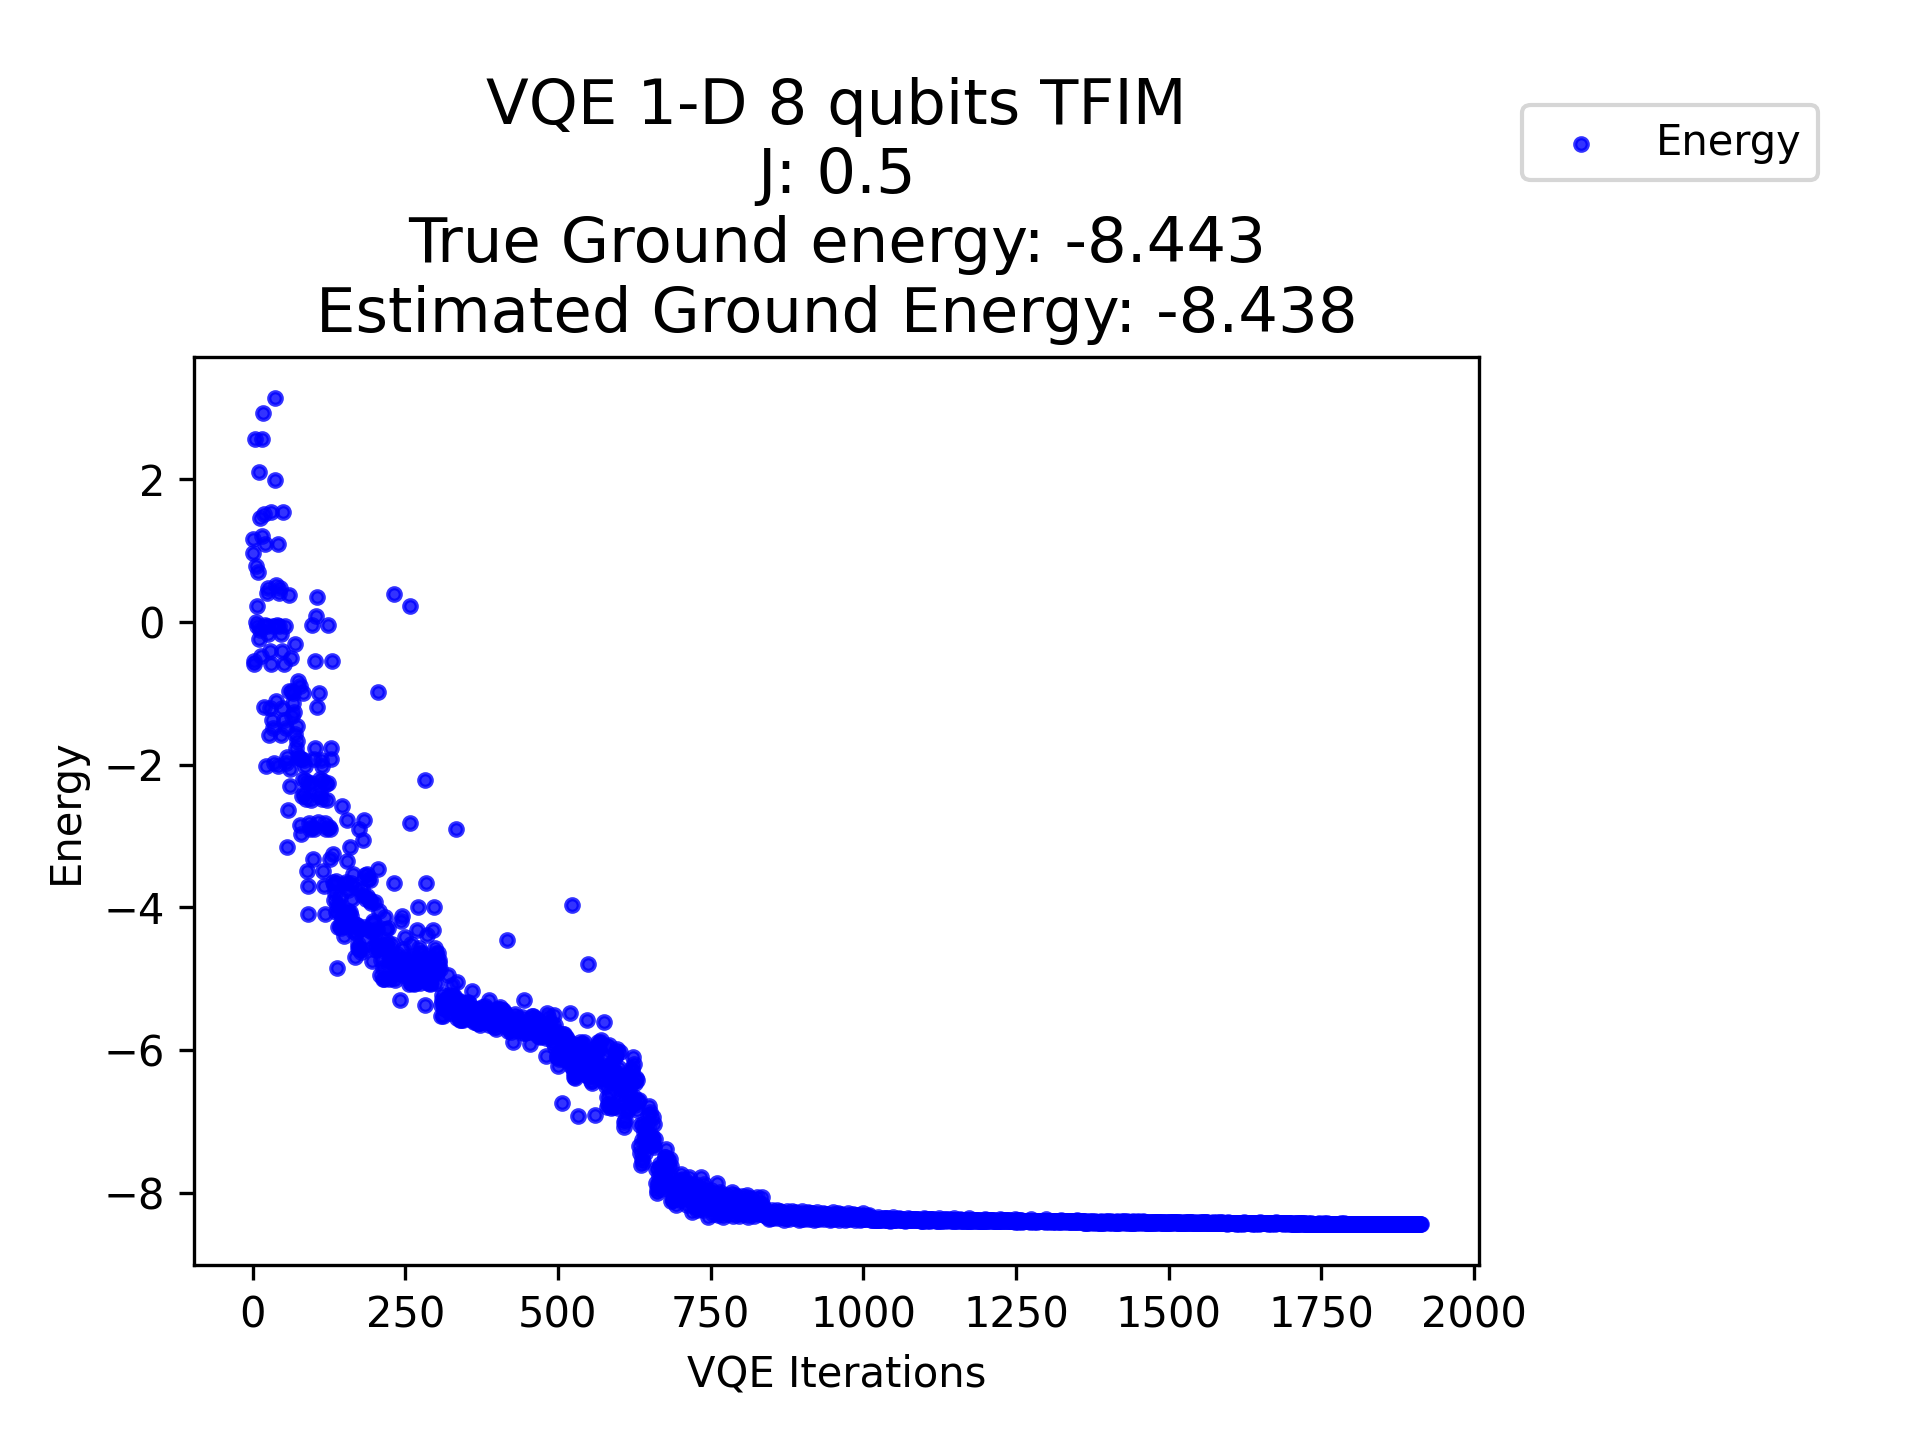 VQE 1-D 8 qubits TFIM
J: 0.5
True Ground energy: -8.443
Estimated Ground Energy: -8.438
Energy
Energy
2
0
−2
−4
−6
−8
0 250 500 750 1000 1250 1500 1750 2000
VQE Iterations